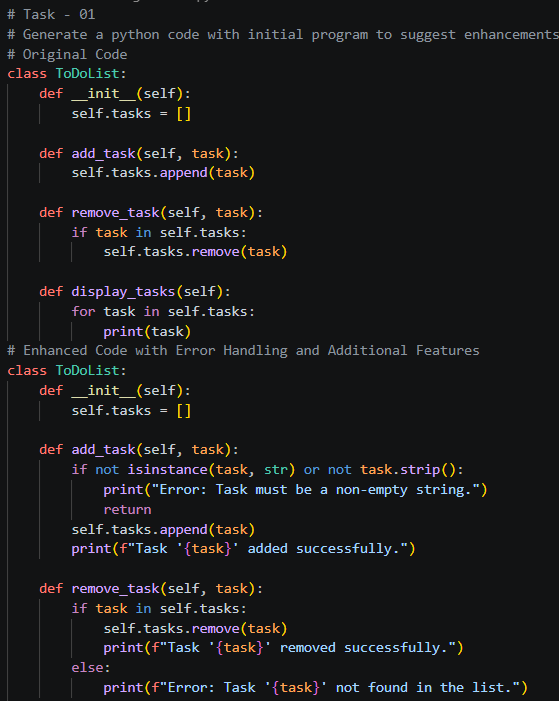 # Task - 01
# Generate a python code with initial program to suggest enhancements
# Original Code
class ToDoList:
    def __init__(self):
        self.tasks = []

    def add_task(self, task):
        self.tasks.append(task)

    def remove_task(self, task):
        if task in self.tasks:
            self.tasks.remove(task)

    def display_tasks(self):
        for task in self.tasks:
            print(task)
# Enhanced Code with Error Handling and Additional Features
class ToDoList:
    def __init__(self):
        self.tasks = []

    def add_task(self, task):
        if not isinstance(task, str) or not task.strip():
            print("Error: Task must be a non-empty string.")
            return
        self.tasks.append(task)
        print(f"Task '{task}' added successfully.")

    def remove_task(self, task):
        if task in self.tasks:
            self.tasks.remove(task)
            print(f"Task '{task}' removed successfully.")
        else:
            print(f"Error: Task '{task}' not found in the list.")